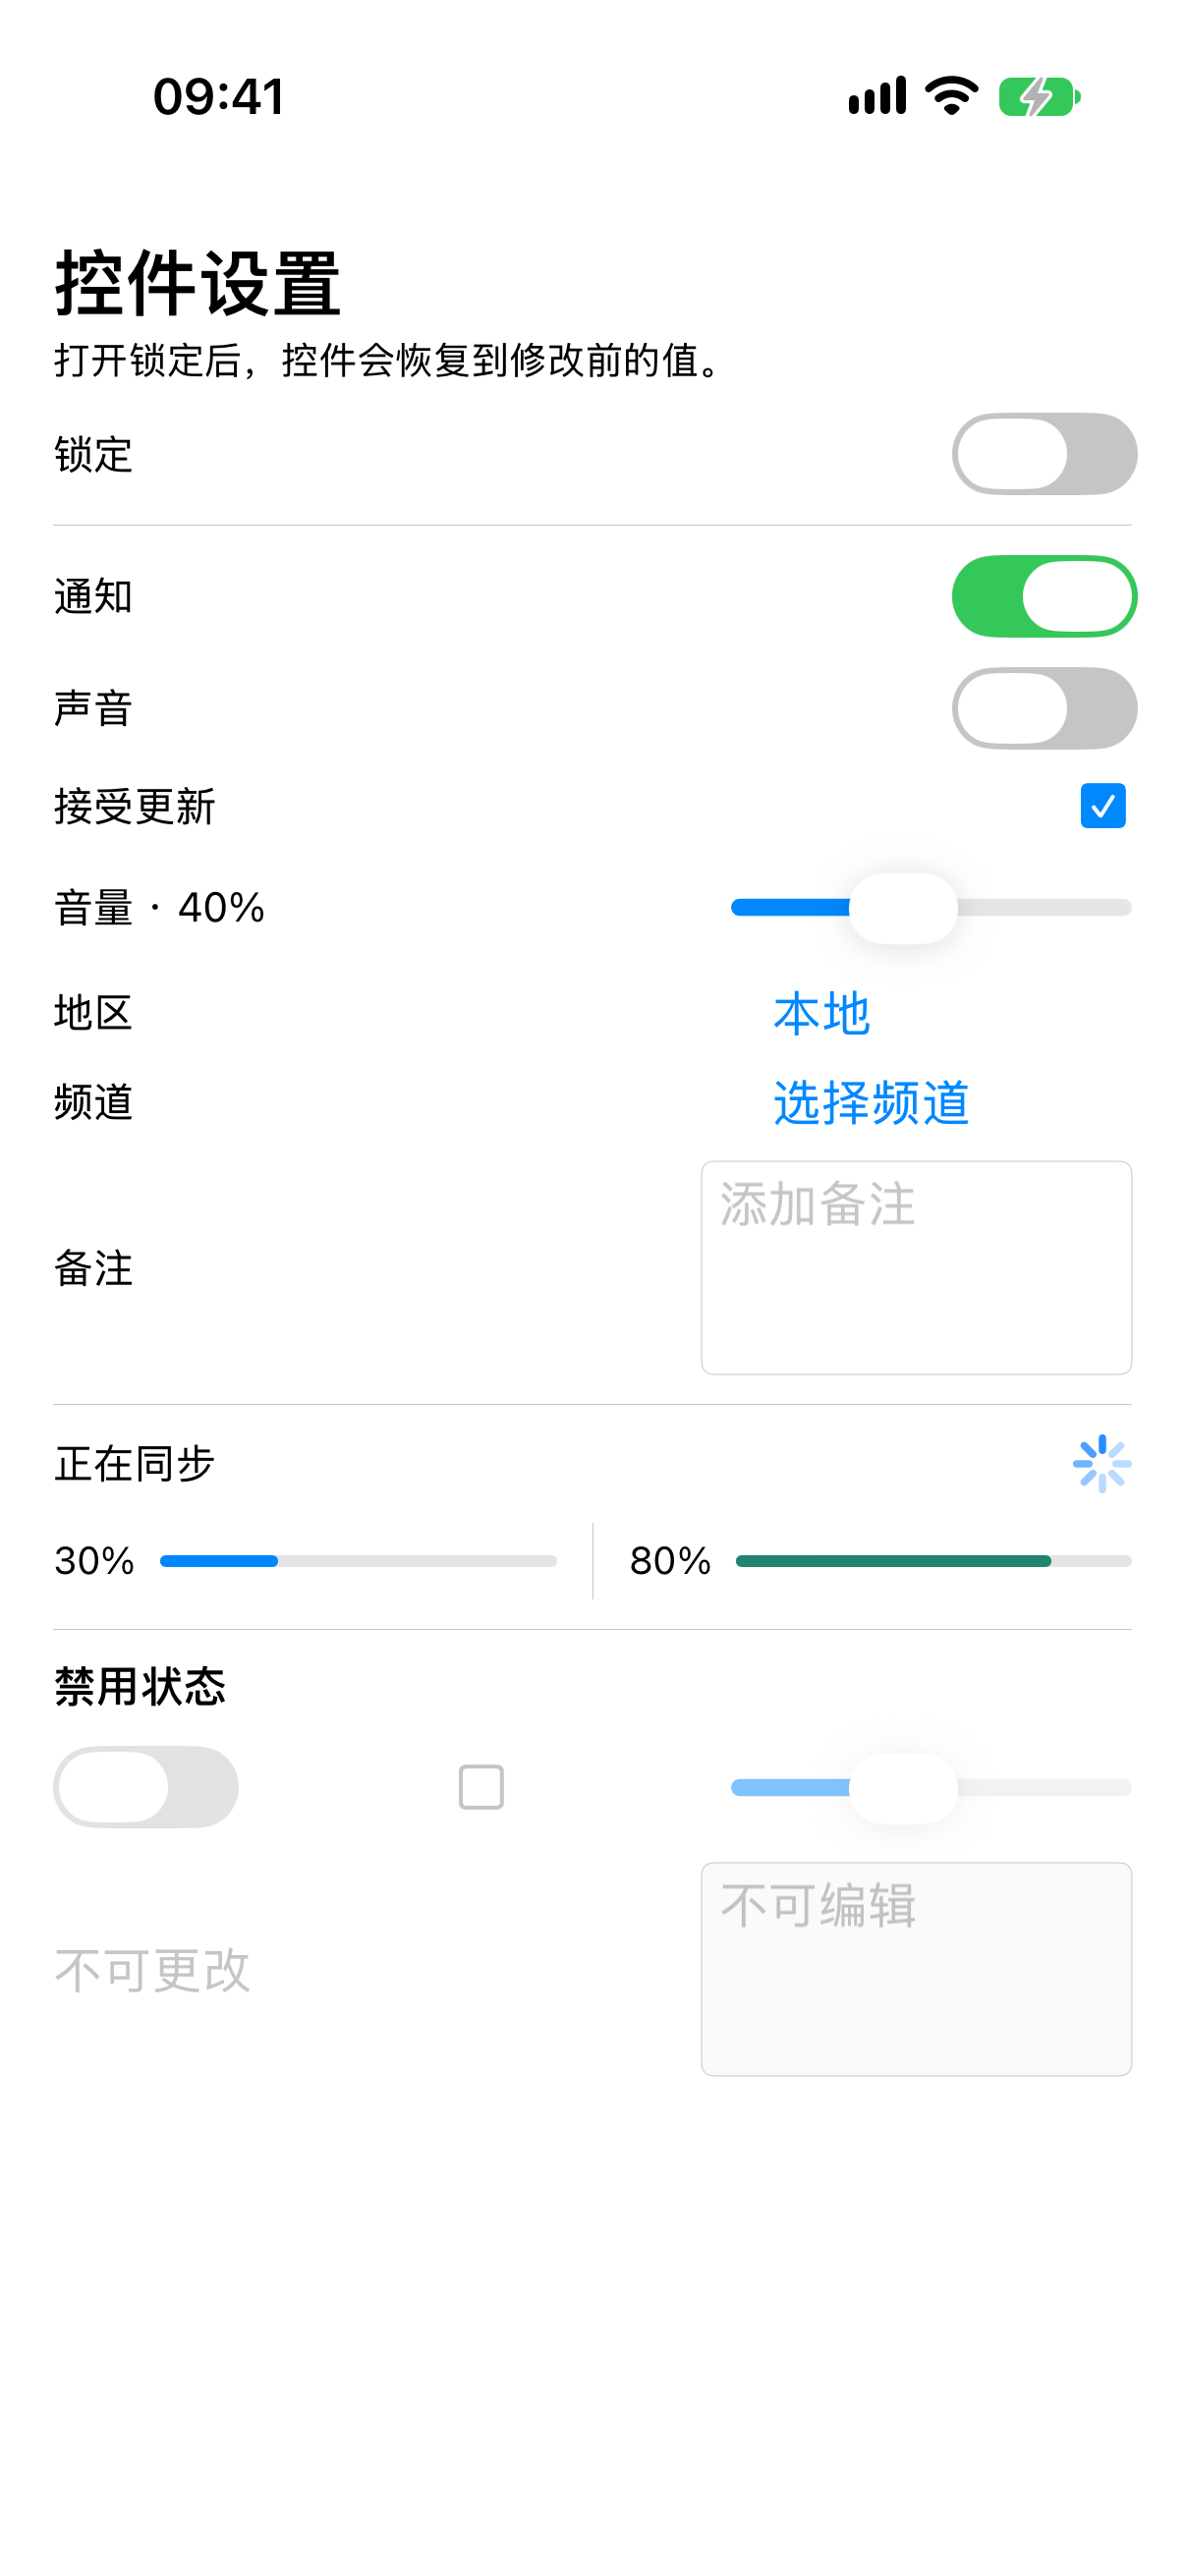 09:41
控件设置
打开锁定后，控件会恢复到修改前的值。
锁定
通知
声音
接受更新
音量 · 40%
地区 本地
频道 选择频道
添加备注
备注
正在同步
30% 80%
禁用状态
不可编辑
不可更改